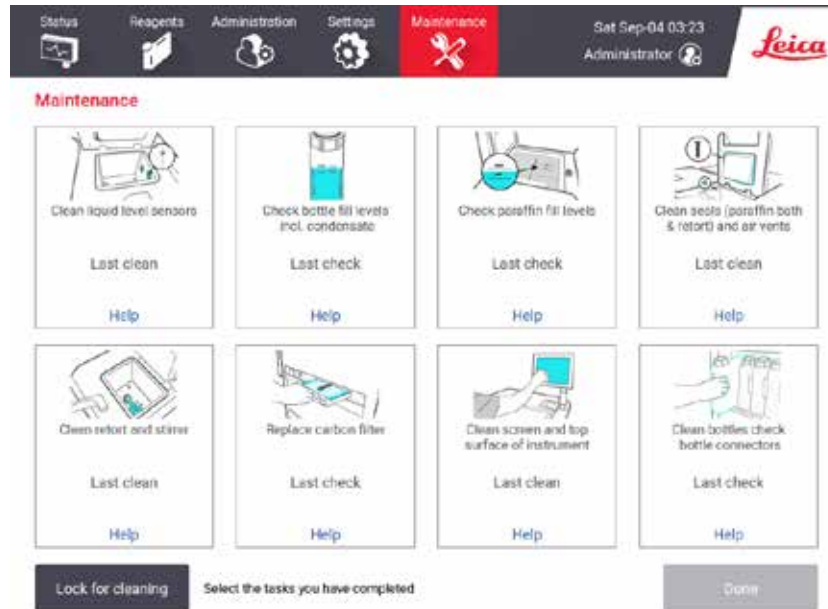 Status Reagents Administration Settings Maintenance Sat Sep-04 03:23
Administrator
Leica
Maintenance
Clean liquid level sensors
Last clean
Help
Check bottle fill levels
incl. condensate
Last check
Help
Check paraffin fill levels
Last check
Help
1
Clean seals (paraffin bath
& retort) and air vents
Last clean
Help
Clean retort and stirrer
Last clean
Help
Replace carbon filter
Last check
Help
Clean screen and top
surface of instrument
Last clean
Help
Clean bottles check
bottle connectors
Last check
Help
Lock for cleaning Select the tasks you have completed Done